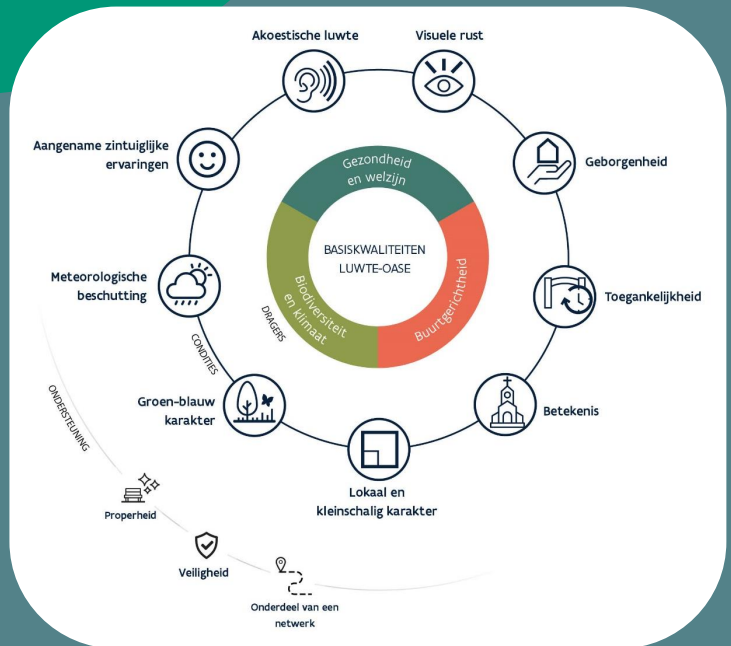 Akoestische luwte
Visuele rust
Aangename zintuiglijke
ervaringen
Geborgenheid
Meteorologische
beschutting
Toegankelijkheid
Groen-blauw
karakter
Betekenis
Lokaal en
kleinschalig karakter
Gezondheid
en welzijn
BASISKWALITEITEN
LUWTE-OASE
Biodiversiteit
en klimaat
Buurtgerichtheid
DRAGERS
CONDITIES
ONDERSTEUNING
Properheid
Veiligheid
Onderdeel van een
netwerk